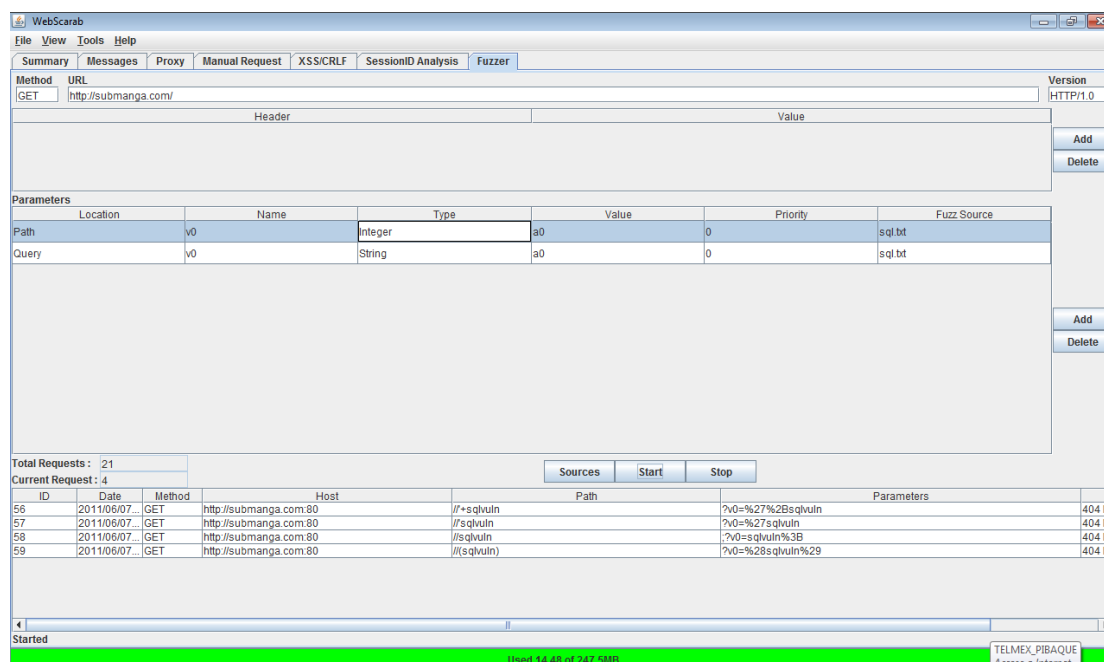 WebScarab
File View Tools Help
Summary Messages Proxy Manual Request XSS/CRLF SessionID Analysis Fuzzer
Method URL Version
GET http://submanga.com/ HTTP/1.0
Header Value
Add
Delete
Parameters
Location Name Type Value Priority Fuzz Source
Path v0 Integer a0 0 sql.txt
Query v0 String a0 0 sql.txt
Add
Delete
Total Requests : 21
Sources Start Stop
Current Request : 4
ID Date Method Host Path Parameters
56 2011/06/07... GET http://submanga.com:80 //'+sqlvuln ?v0=%27%2Bsqlvuln 404
57 2011/06/07... GET http://submanga.com:80 //'sqlvuln ?v0=%27sqlvuln 404
58 2011/06/07... GET http://submanga.com:80 //sqlvuln ;?v0=sqlvuln%3B 404
59 2011/06/07... GET http://submanga.com:80 //(sqlvuln) ?v0=%28sqlvuln%29 404
Started
Used 14.48 of 247.5MB
TELMEX_PIBAQUE